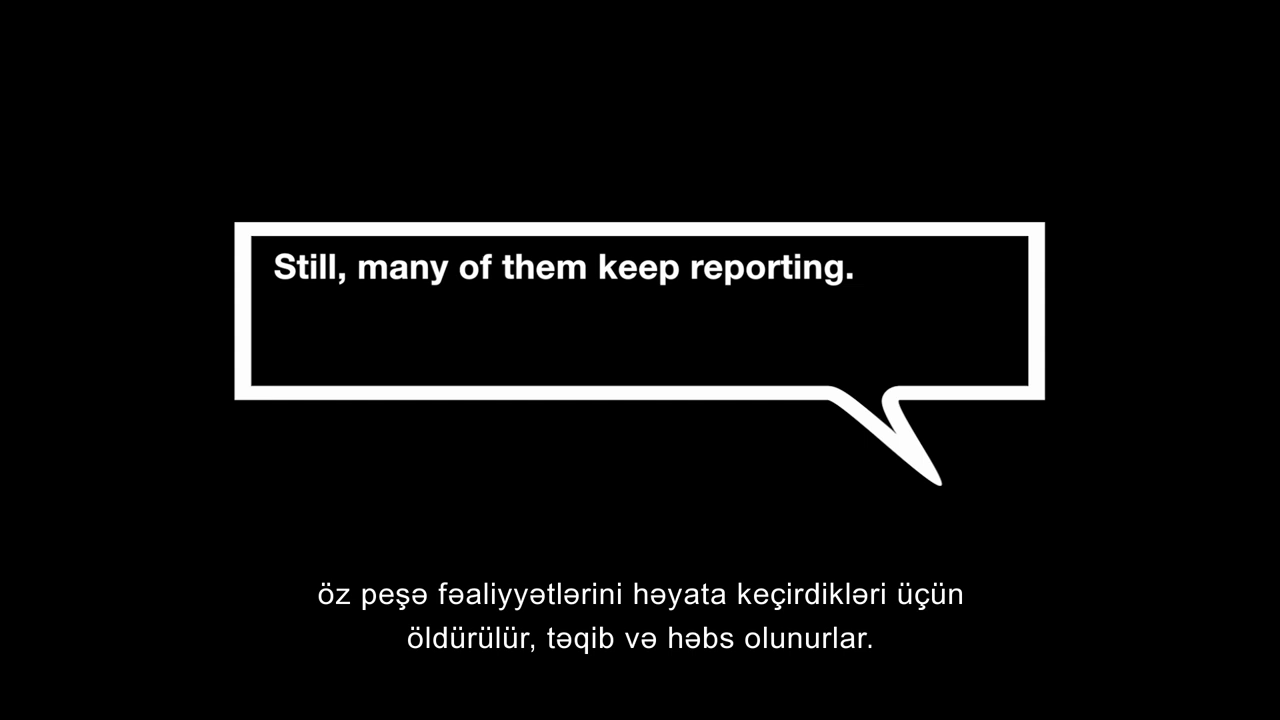 Still, many of them keep reporting.
öz peşə fəaliyyətlərini həyata keçirdikləri üçün
öldürülür, təqib və həbs olunurlar.